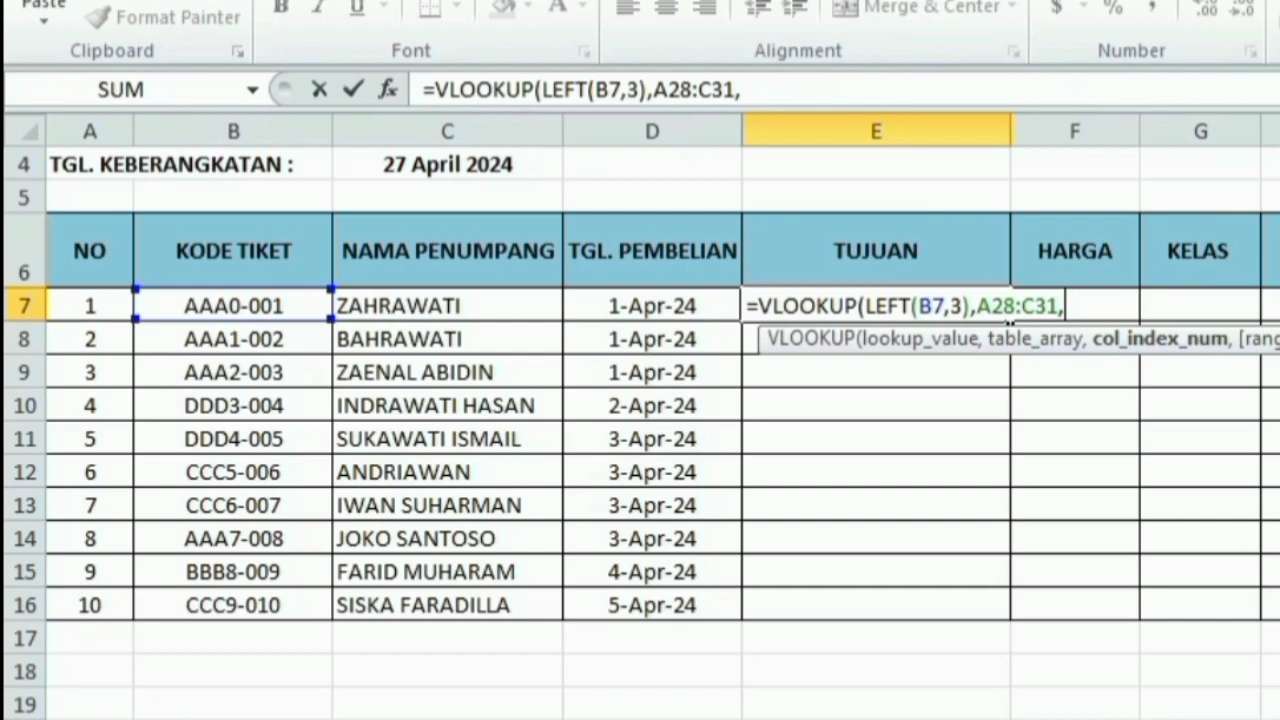 Paste
Format Painter
B I U A
Merge & Center
$ % ,
.00 .00
Clipboard Font Alignment Number
SUM fx =VLOOKUP(LEFT(B7,3),A28:C31,
A B C D E F G
4 TGL. KEBERANGKATAN : 27 April 2024
5
6 NO KODE TIKET NAMA PENUMPANG TGL. PEMBELIAN TUJUAN HARGA KELAS
7 1 AAA0-001 ZAHRAWATI 1-Apr-24 =VLOOKUP(LEFT(B7,3),A28:C31,
8 2 AAA1-002 BAHRAWATI 1-Apr-24 VLOOKUP(lookup_value, table_array, col_index_num, [rang
9 3 AAA2-003 ZAENAL ABIDIN 1-Apr-24
10 4 DDD3-004 INDRAWATI HASAN 2-Apr-24
11 5 DDD4-005 SUKAWATI ISMAIL 3-Apr-24
12 6 CCC5-006 ANDRIAWAN 3-Apr-24
13 7 CCC6-007 IWAN SUHARMAN 3-Apr-24
14 8 AAA7-008 JOKO SANTOSO 3-Apr-24
15 9 BBB8-009 FARID MUHARAM 4-Apr-24
16 10 CCC9-010 SISKA FARADILLA 5-Apr-24
17
18
19